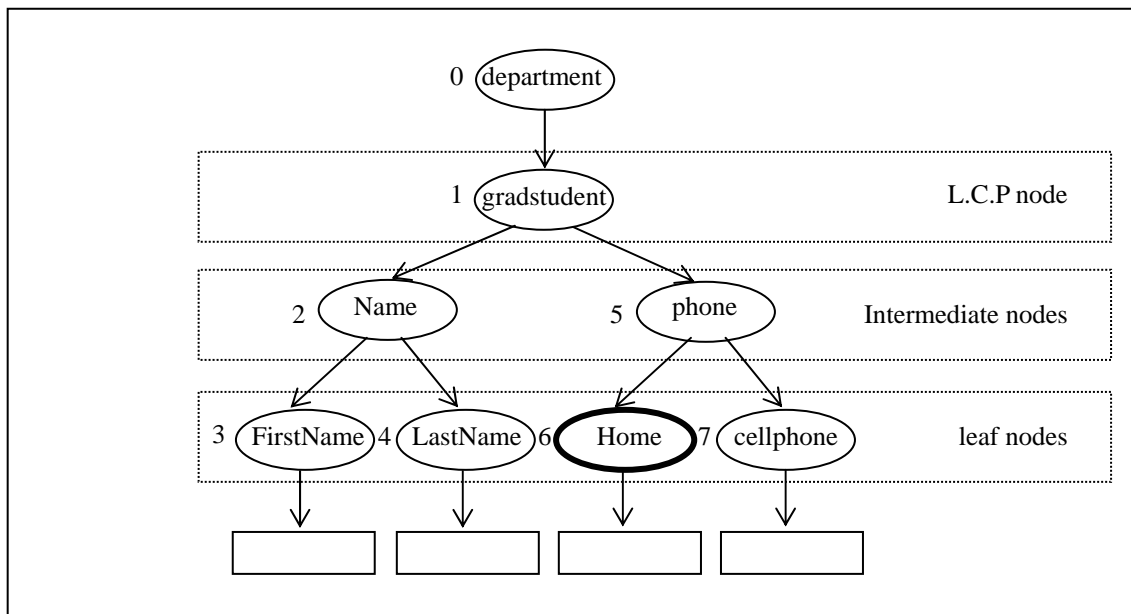 0 department
1 gradstudent L.C.P node
2 Name 5 phone Intermediate nodes
3 FirstName 4 LastName 6 Home 7 cellphone leaf nodes